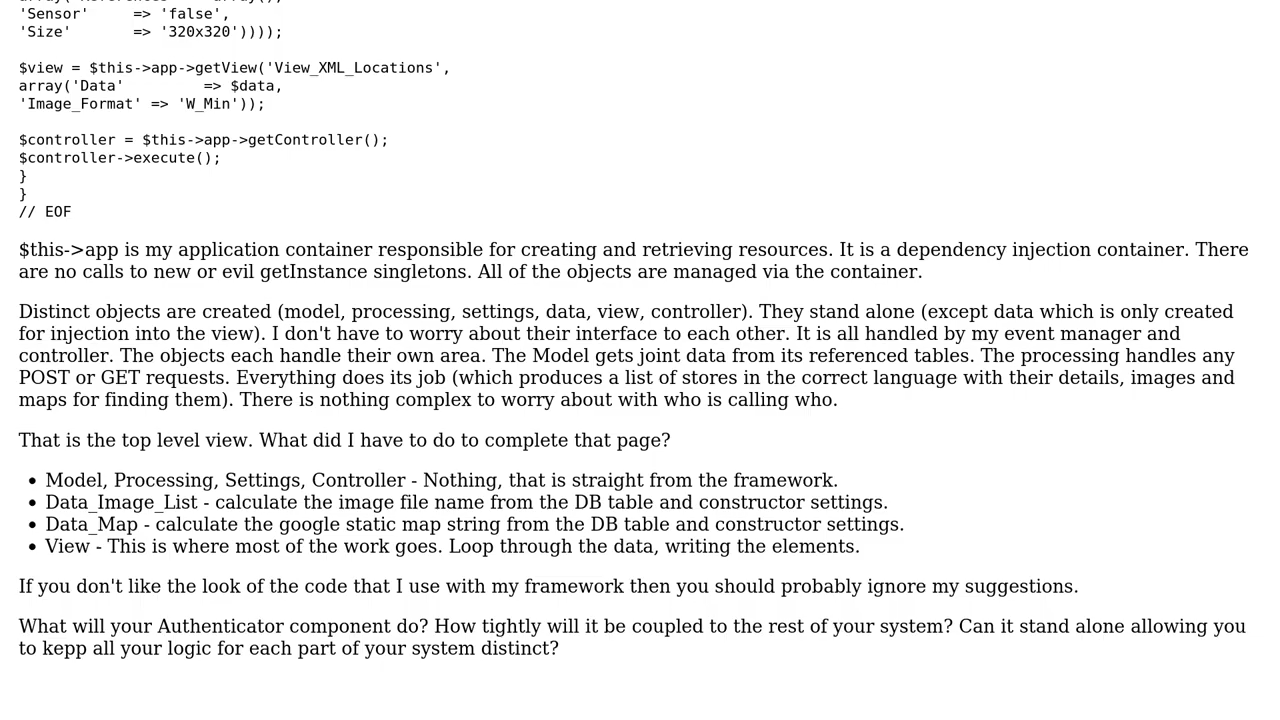 'Sensor'     => 'false',
'Size'       => '320x320'))));
$view = $this->app->getView('View_XML_Locations',
array('Data'         => $data,
'Image_Format' => 'W_Min'));
$controller = $this->app->getController();
$controller->execute();
}
}
// EOF
$this->app is my application container responsible for creating and retrieving resources. It is a dependency injection container. There
are no calls to new or evil getInstance singletons. All of the objects are managed via the container.
Distinct objects are created (model, processing, settings, data, view, controller). They stand alone (except data which is only created
for injection into the view). I don't have to worry about their interface to each other. It is all handled by my event manager and
controller. The objects each handle their own area. The Model gets joint data from its referenced tables. The processing handles any
POST or GET requests. Everything does its job (which produces a list of stores in the correct language with their details, images and
maps for finding them). There is nothing complex to worry about with who is calling who.
That is the top level view. What did I have to do to complete that page?
• Model, Processing, Settings, Controller - Nothing, that is straight from the framework.
• Data_Image_List - calculate the image file name from the DB table and constructor settings.
• Data_Map - calculate the google static map string from the DB table and constructor settings.
• View - This is where most of the work goes. Loop through the data, writing the elements.
If you don't like the look of the code that I use with my framework then you should probably ignore my suggestions.
What will your Authenticator component do? How tightly will it be coupled to the rest of your system? Can it stand alone allowing you
to kepp all your logic for each part of your system distinct?